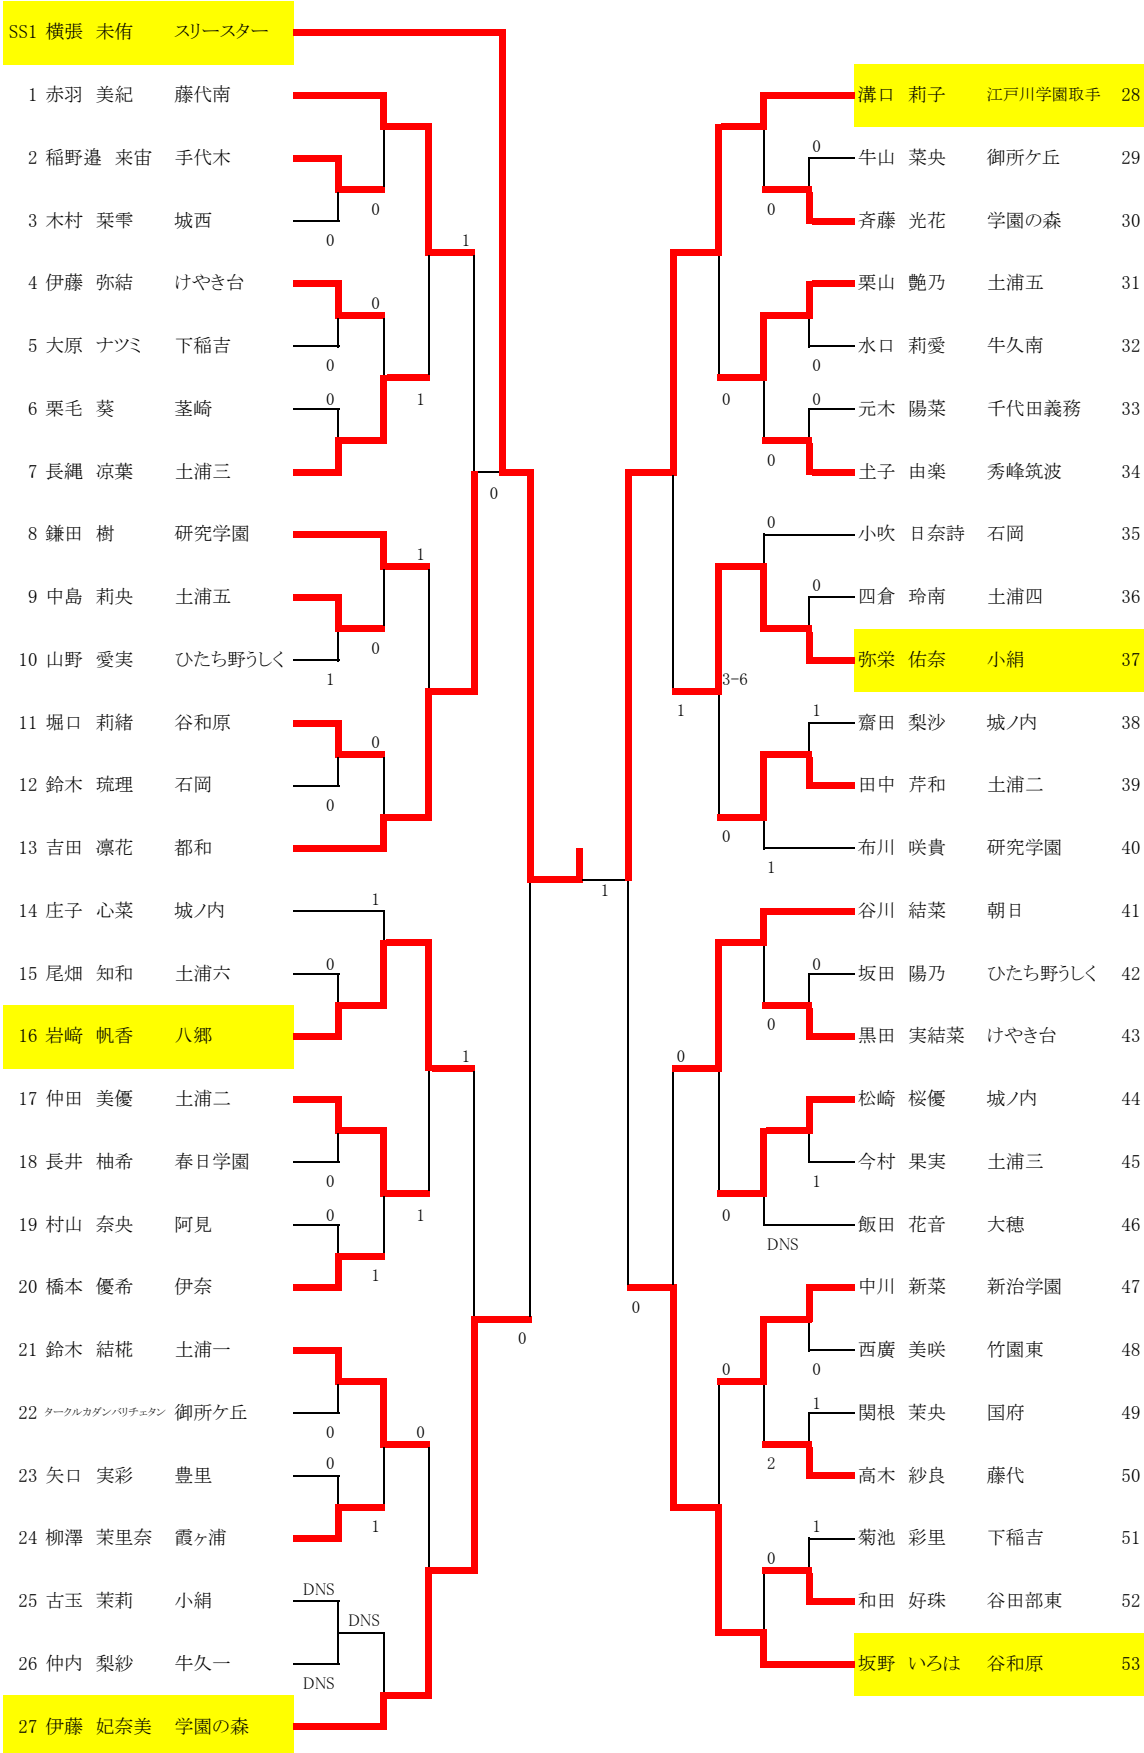 SS1 横張 未侑 スリースター
1 赤羽 美紀 藤代南
2 稲野邉 来宙 手代木
0
3 木村 栞雫 城西
0
1
4 伊藤 弥結 けやき台
0
5 大原 ナツミ 下稲吉
0
6 栗毛 葵 茎崎
0
1
7 長縄 凉葉 土浦三
0
8 鎌田 樹 研究学園
1
9 中島 莉央 土浦五
0
10 山野 愛実 ひたち野うしく
1
11 堀口 莉緒 谷和原
0
12 鈴木 琉理 石岡
0
13 吉田 凛花 都和
1
14 庄子 心菜 城ノ内
1
15 尾畑 知和 土浦六
0
16 岩﨑 帆香 八郷
1
17 仲田 美優 土浦二
18 長井 柚希 春日学園
0
19 村山 奈央 阿見
0
1
20 橋本 優希 伊奈
1
0
21 鈴木 結椛 土浦一
22 タークルカダンバリチェタン 御所ケ丘
0
0
23 矢口 実彩 豊里
0
24 柳澤 茉里奈 霞ヶ浦
1
25 古玉 茉莉 小絹
DNS
DNS
26 仲内 梨紗 牛久一
DNS
27 伊藤 妃奈美 学園の森
溝口 莉子 江戸川学園取手 28
0
牛山 菜央 御所ケ丘 29
0
斉藤 光花 学園の森 30
栗山 艶乃 土浦五 31
水口 莉愛 牛久南 32
0
0
0
元木 陽菜 千代田義務 33
0
圡子 由楽 秀峰筑波 34
0
小吹 日奈詩 石岡 35
0
四倉 玲南 土浦四 36
弥栄 佑奈 小絹 37
3-6
1
1
齋田 梨沙 城ノ内 38
田中 芹和 土浦二 39
0
布川 咲貴 研究学園 40
1
谷川 結菜 朝日 41
0
坂田 陽乃 ひたち野うしく 42
0
黒田 実結菜 けやき台 43
0
松崎 桜優 城ノ内 44
今村 果実 土浦三 45
1
0
飯田 花音 大穂 46
DNS
中川 新菜 新治学園 47
0
西廣 美咲 竹園東 48
0
0
1
関根 茉央 国府 49
2
高木 紗良 藤代 50
1
菊池 彩里 下稲吉 51
0
和田 好珠 谷田部東 52
坂野 いろは 谷和原 53